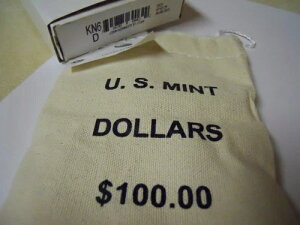 KN6
D
U. S. MINT
DOLLARS
$100.00